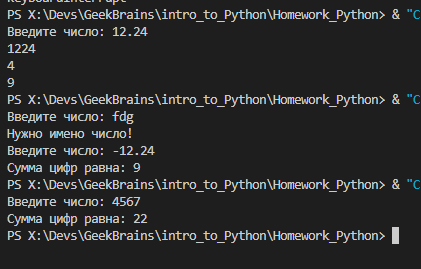 KeyboardInterrupt
PS X:\Devs\GeekBrains\intro_to_Python\Homework_Python> & "C
Введите число: 12.24
1224
4
9
PS X:\Devs\GeekBrains\intro_to_Python\Homework_Python> & "C
Введите число: fdg
Нужно имено число!
Введите число: -12.24
Сумма цифр равна: 9
PS X:\Devs\GeekBrains\intro_to_Python\Homework_Python> & "C
Введите число: 4567
Сумма цифр равна: 22
PS X:\Devs\GeekBrains\intro_to_Python\Homework_Python>